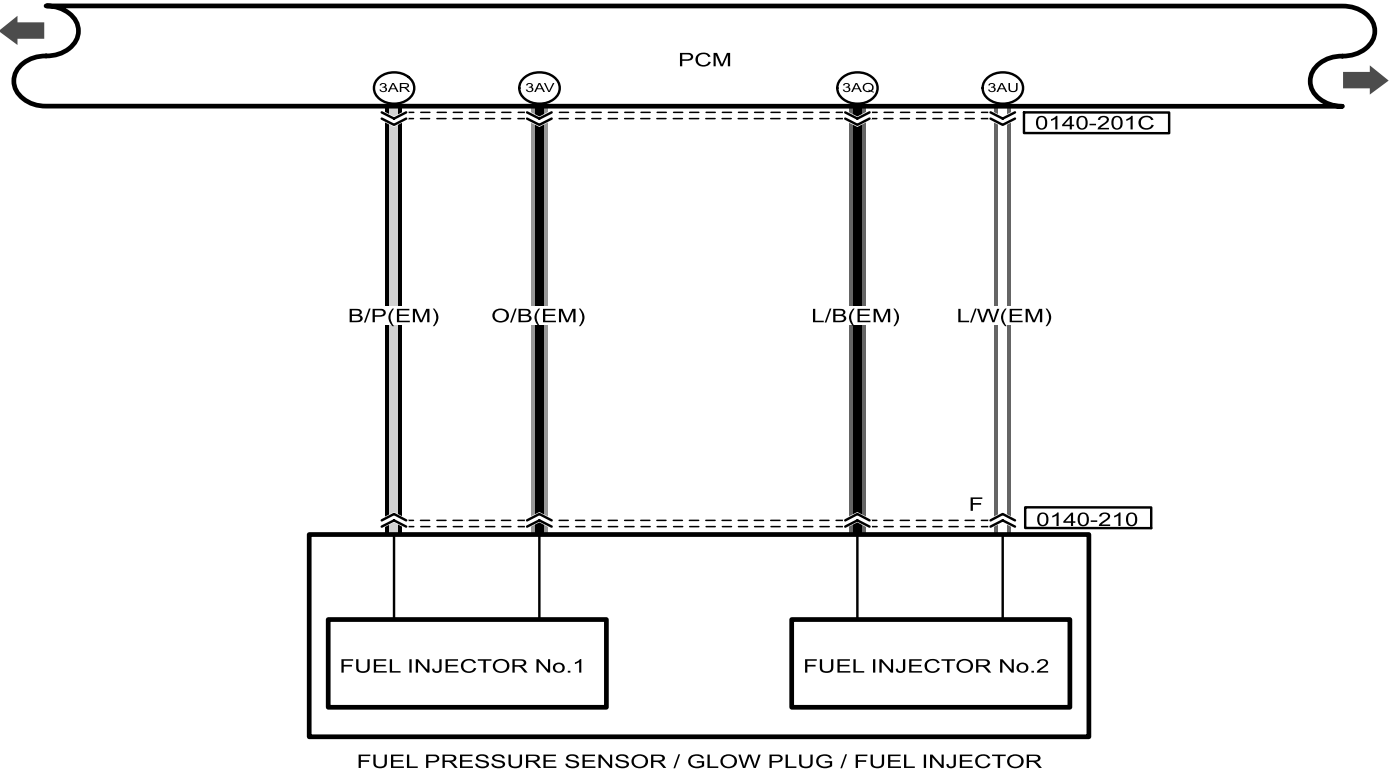 PCM
3AR 3AV 3AQ 3AU
0140-201C
B/P(EM) O/B(EM) L/B(EM) L/W(EM)
F
0140-210
FUEL INJECTOR No.1 FUEL INJECTOR No.2
FUEL PRESSURE SENSOR / GLOW PLUG / FUEL INJECTOR